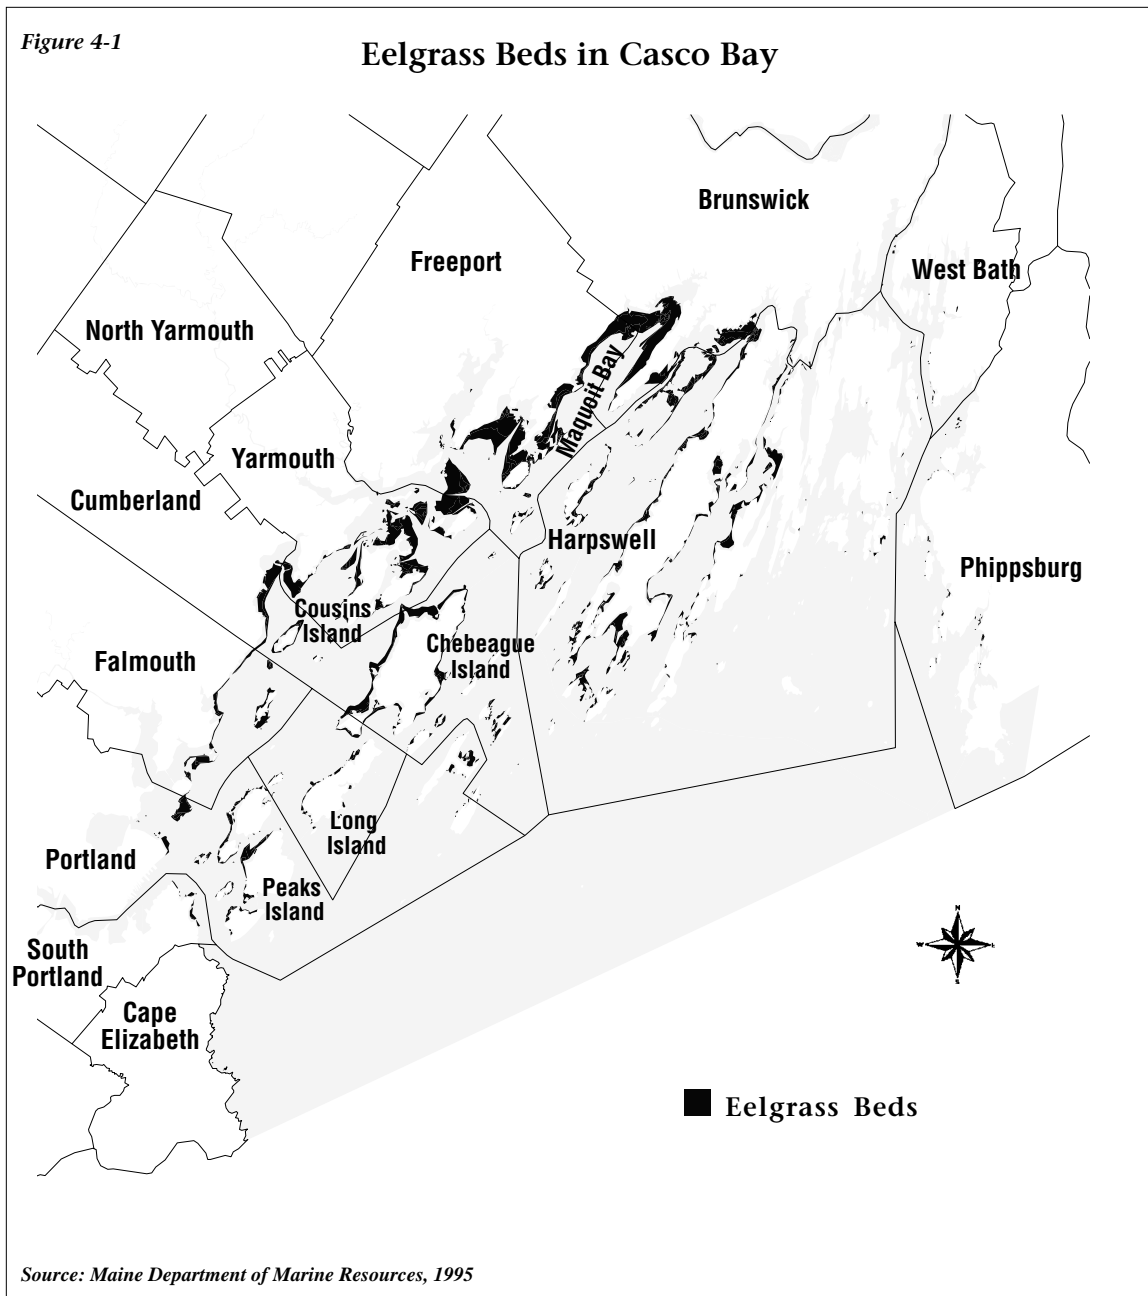 Figure 4-1
Eelgrass Beds in Casco Bay
Brunswick
Freeport
West Bath
North Yarmouth
Maquoit Bay
Yarmouth
Cumberland
Harpswell
Phippsburg
Cousins
Island
Chebeague
Island
Falmouth
Long
Island
Portland
Peaks
Island
N
W
E
S
South
Portland
Cape
Elizabeth
Eelgrass Beds
Source: Maine Department of Marine Resources, 1995